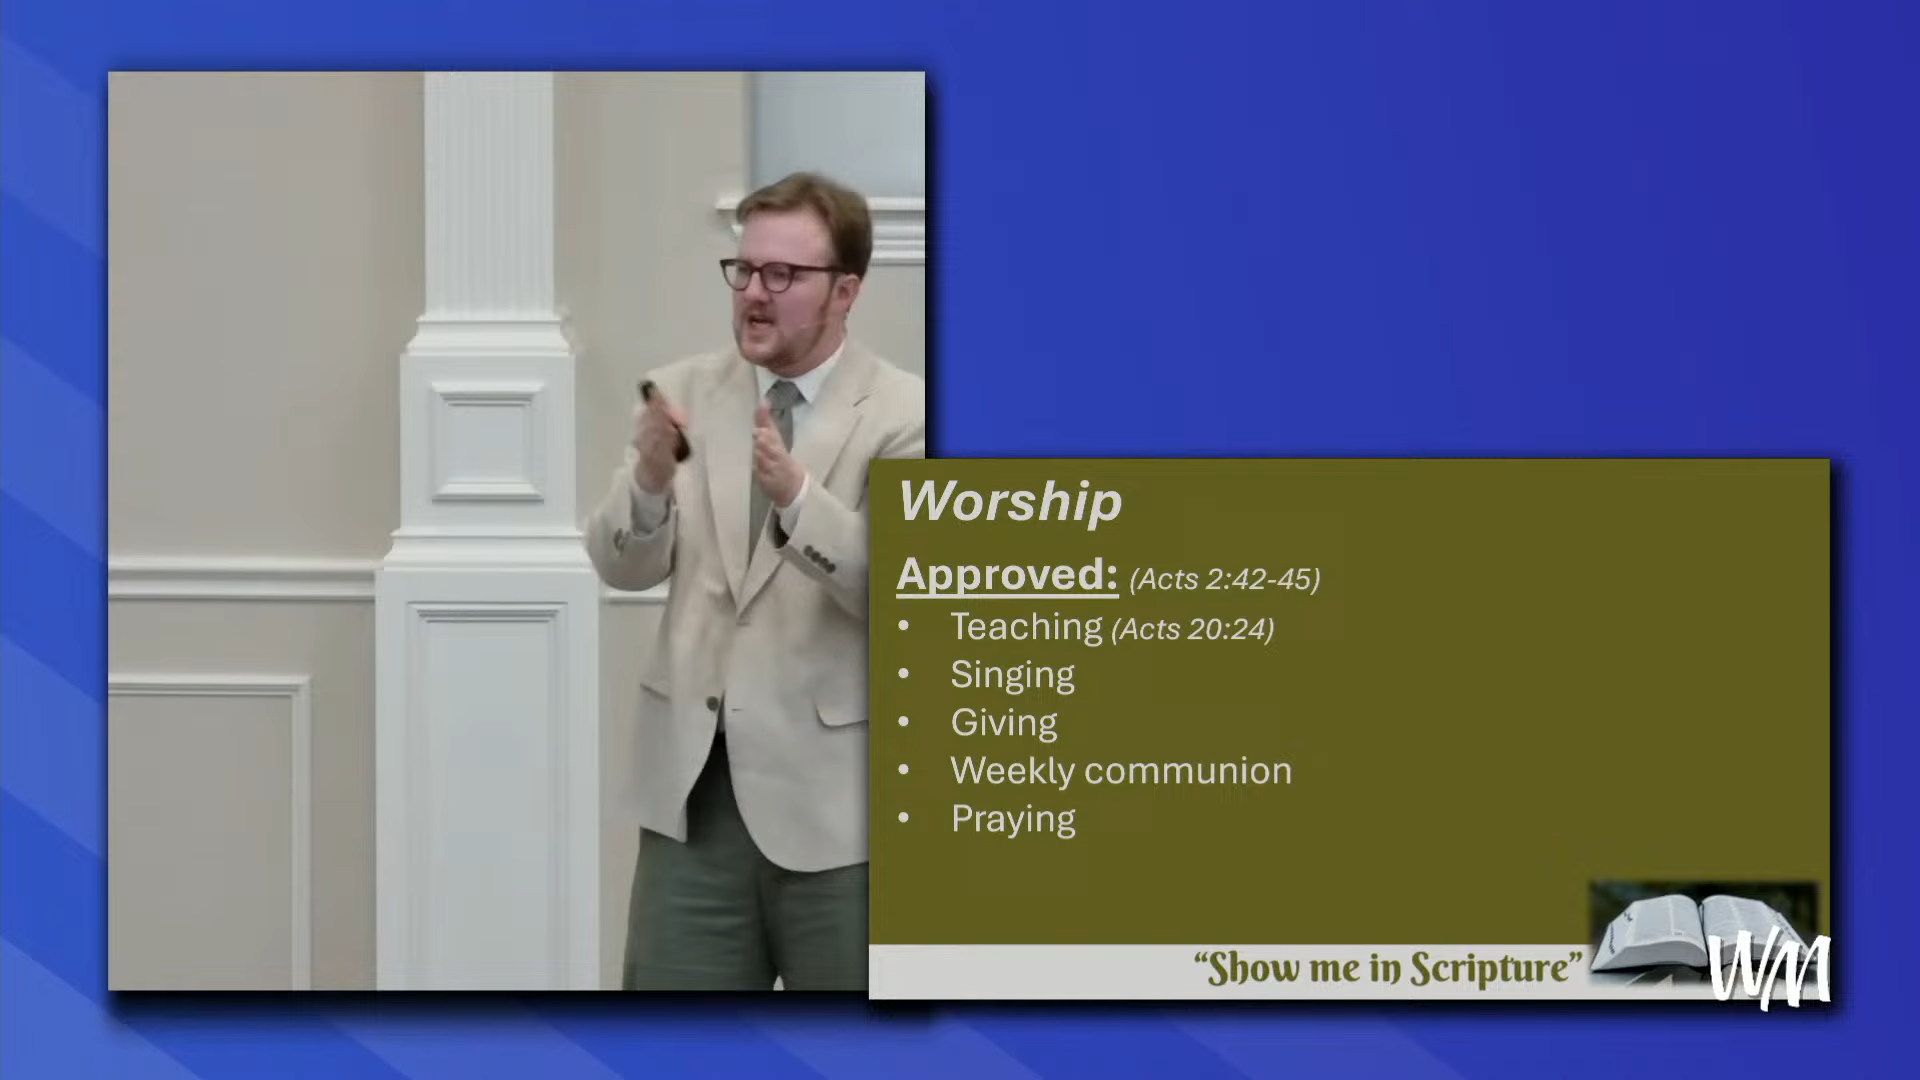 Worship
Approved: (Acts 2:42-45)
• Teaching (Acts 20:24)
• Singing
• Giving
• Weekly communion
• Praying
“Show me in Scripture”
WM